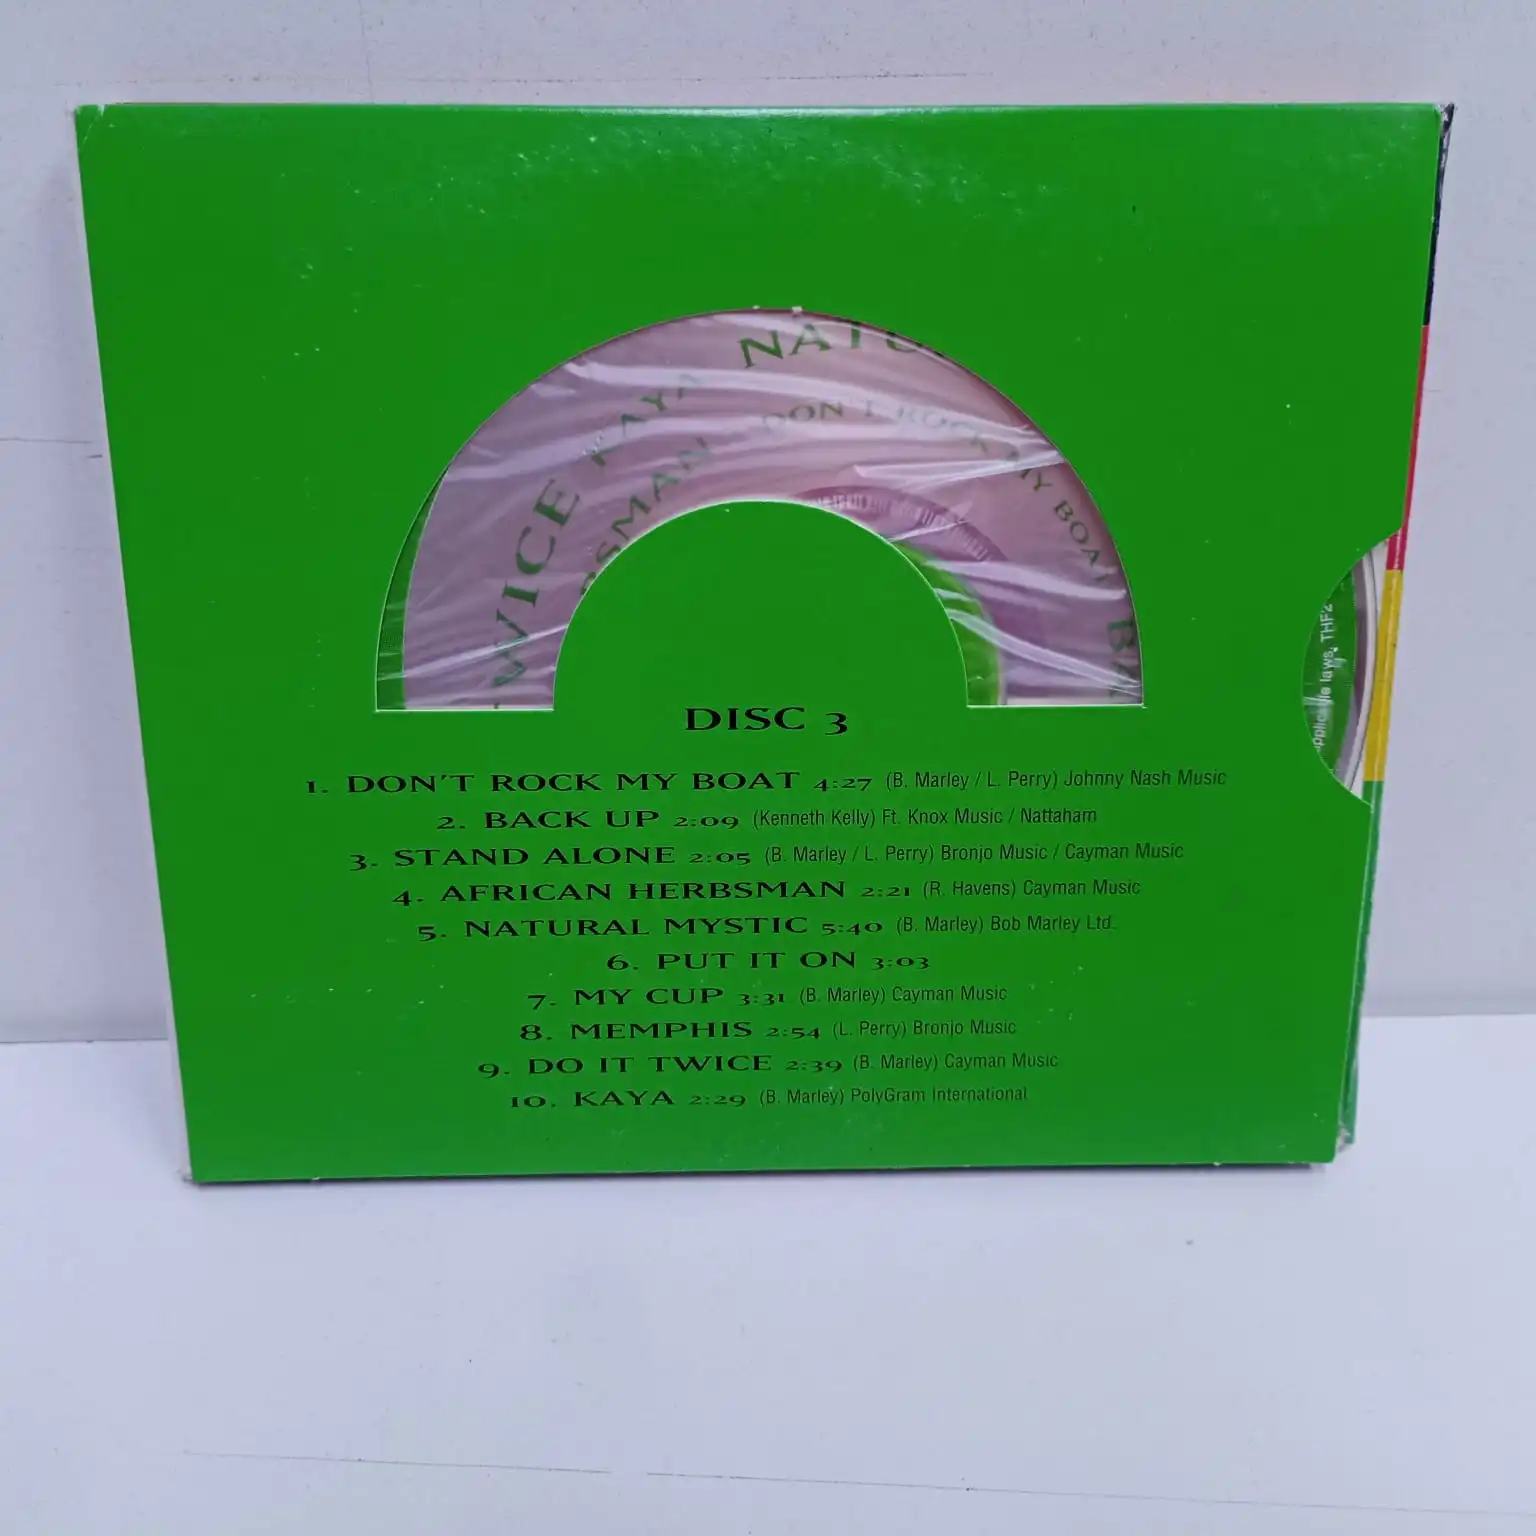 NATU
KAYA
WICE
DON'T ROCK MY BOAT
SMAN
DISC 3
1. DON'T ROCK MY BOAT 4:27 (B. Marley / L. Perry) Johnny Nash Music
2. BACK UP 2:09 (Kenneth Kelly) Ft. Knox Music / Nattaham
3. STAND ALONE 2:05 (B. Marley / L. Perry) Bronjo Music / Cayman Music
4. AFRICAN HERBSMAN 2:21 (R. Havens) Cayman Music
5. NATURAL MYSTIC 5:40 (B. Marley) Bob Marley Ltd.
6. PUT IT ON 3:03
7. MY CUP 3:31 (B. Marley) Cayman Music
8. MEMPHIS 2:54 (L. Perry) Bronjo Music
9. DO IT TWICE 2:39 (B. Marley) Cayman Music
10. KAYA 2:29 (B. Marley) PolyGram International
laws. THF2